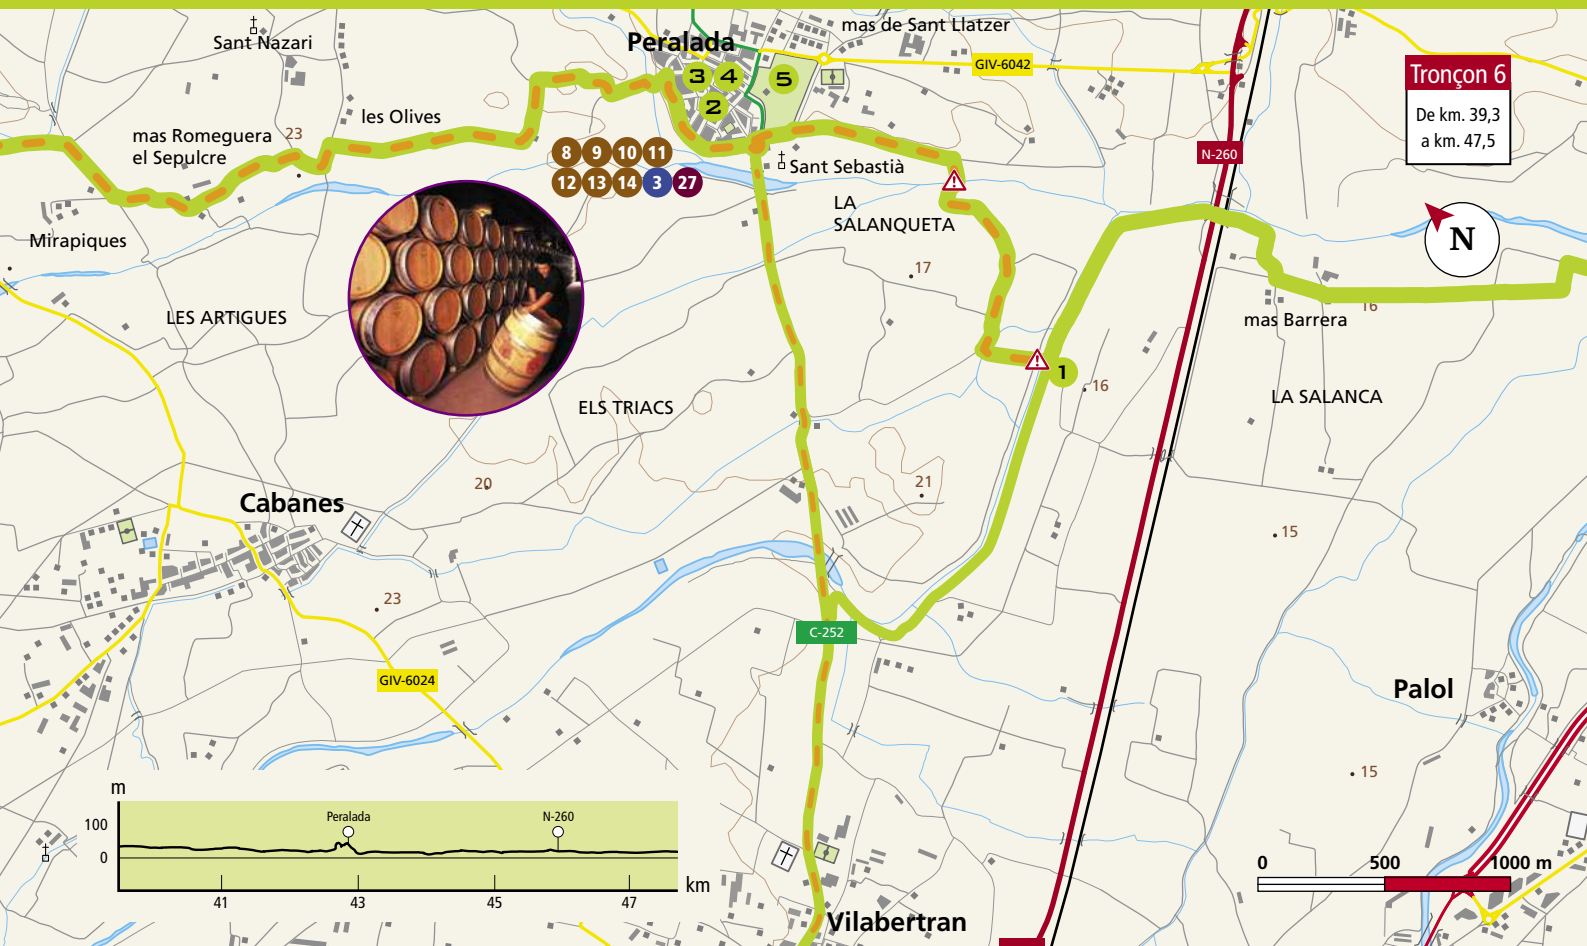 mas de Sant Llatzer
Sant Nazari
Peralada
GIV-6042
Tronçon 6
De km. 39,3
a km. 47,5
3 4 5
2
les Olives
mas Romeguera
el Sepulcre
23
8 9 10 11
12 13 14 3 27
Sant Sebastià
N-260
LA
SALANQUETA
N
Mirapiques
17
LES ARTIGUES
16
mas Barrera
1
16
LA SALANCA
ELS TRIACS
20
21
Cabanes
15
23
C-252
GIV-6024
Palol
15
m
100
0
Peralada
N-260
km
41 43 45 47
0 500 1000 m
Vilabertran